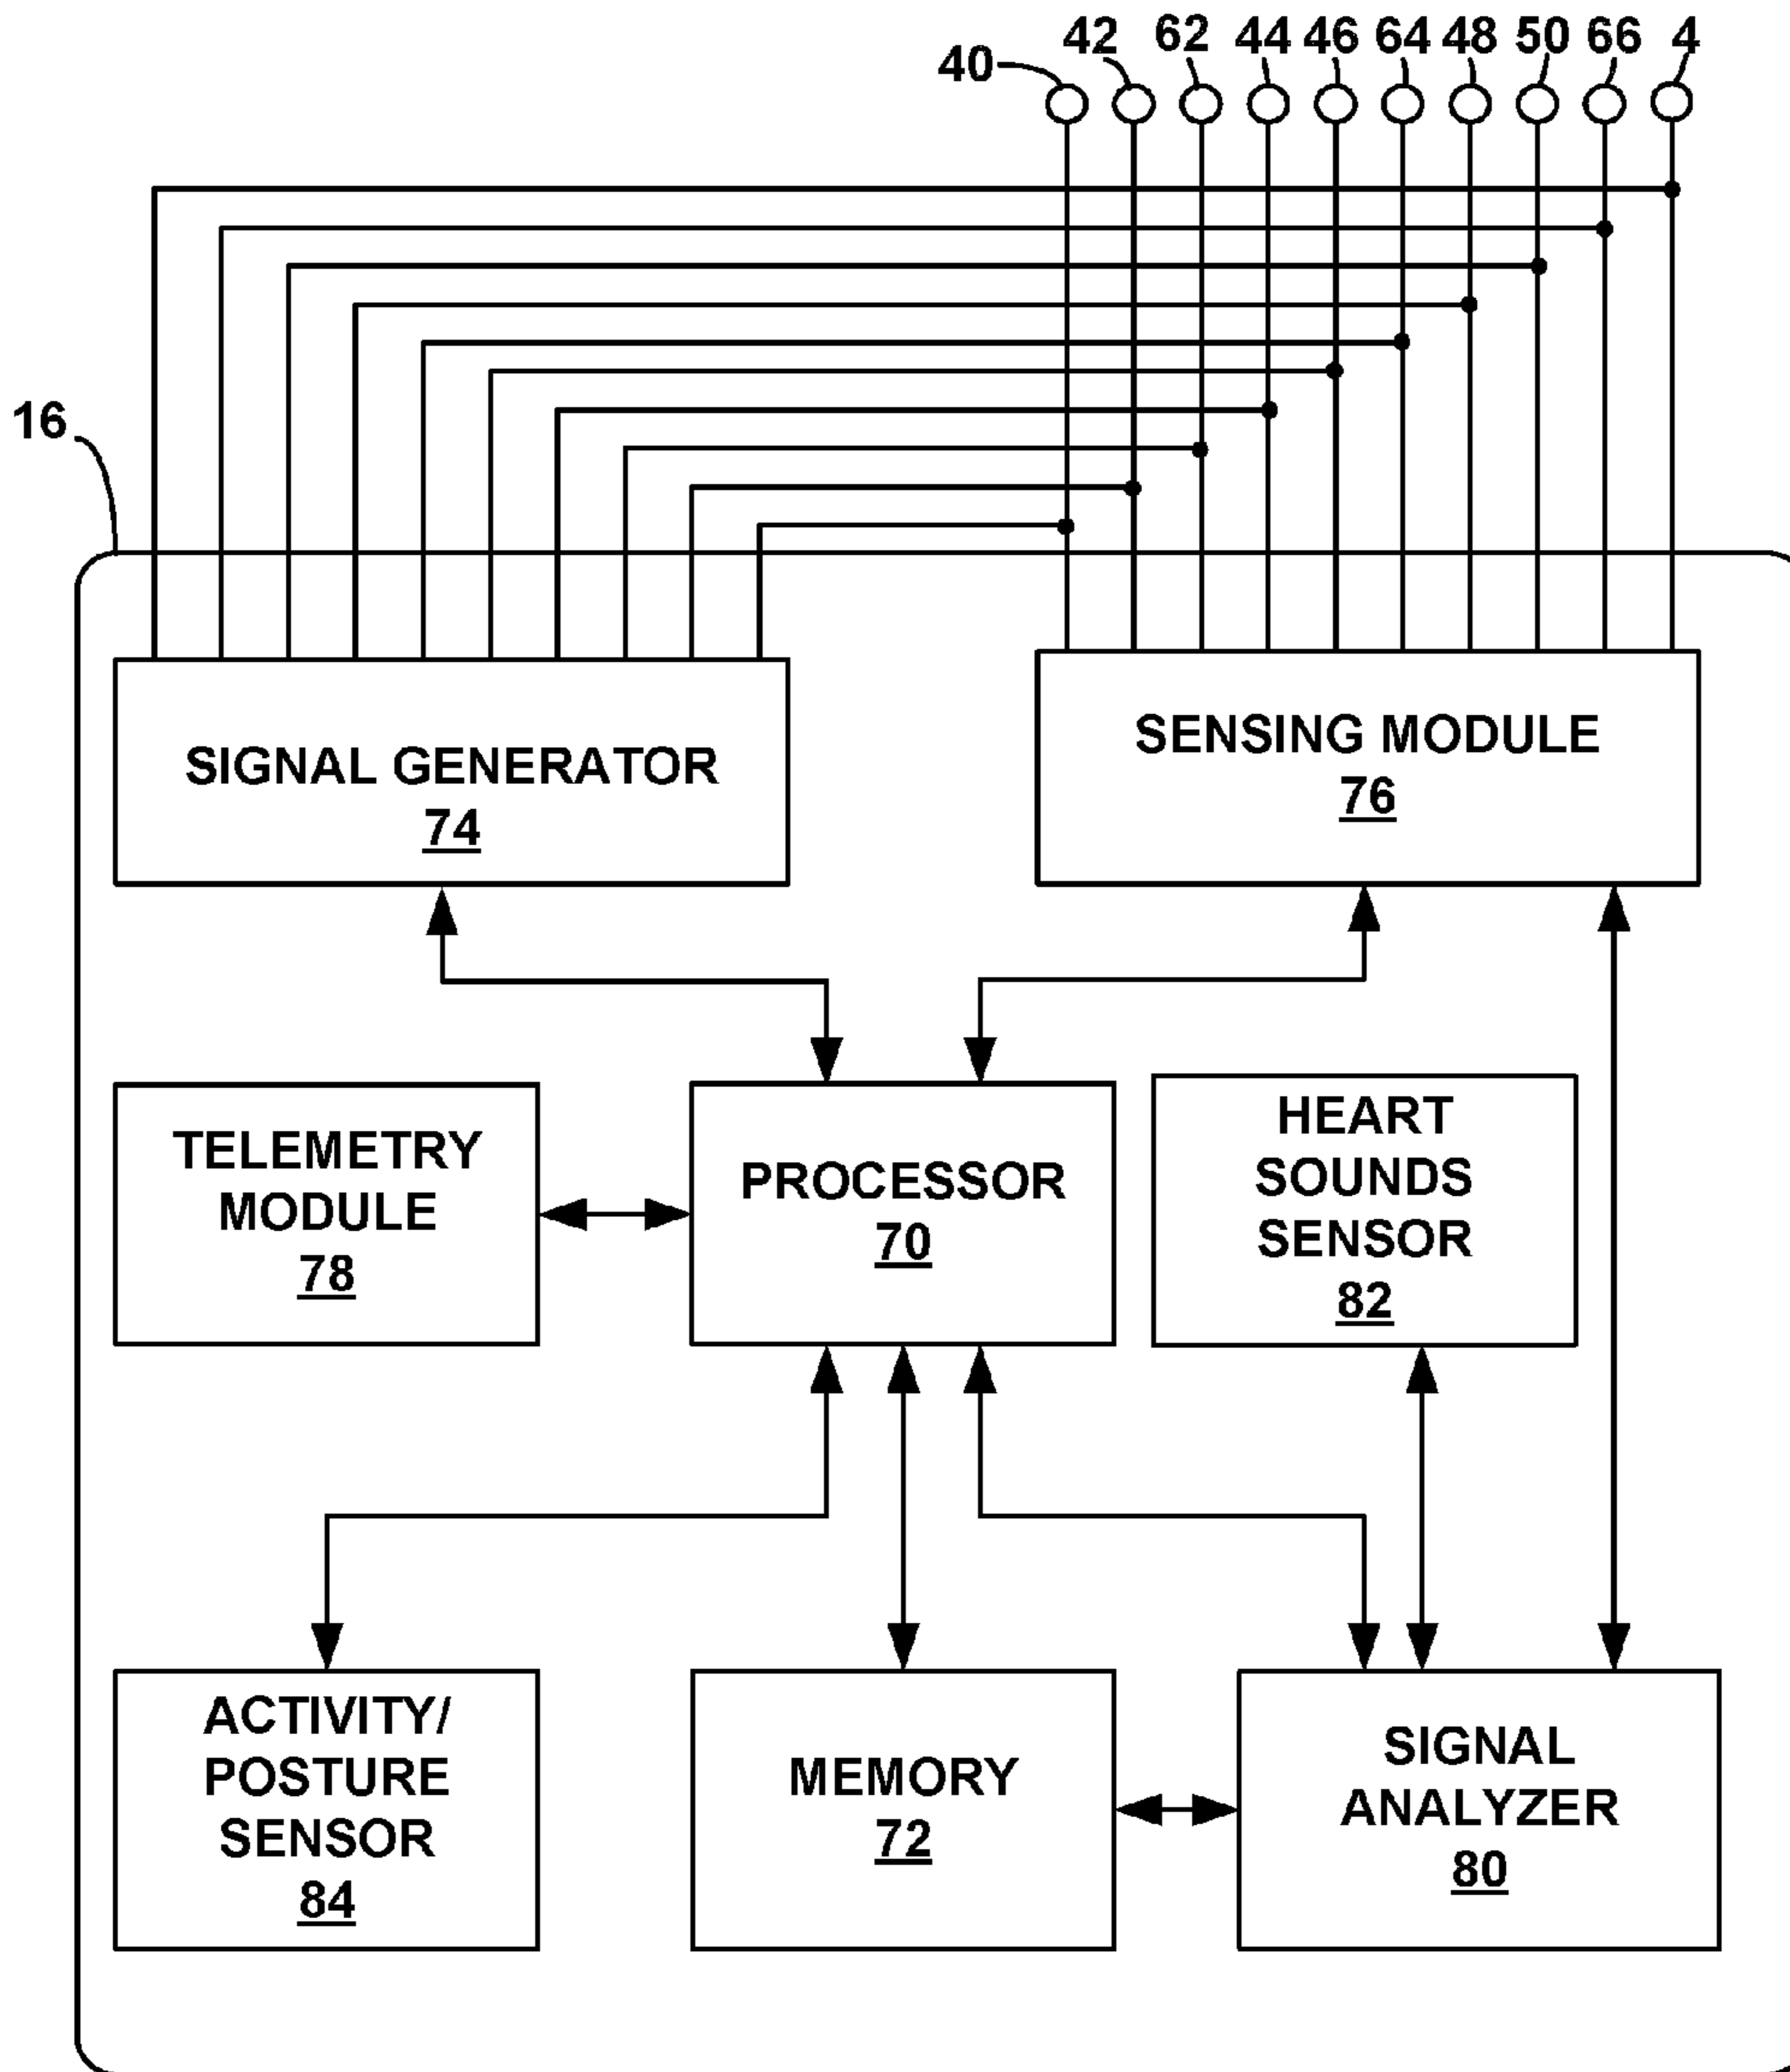 40 42 62 44 46 64 48 50 66 4
16
SIGNAL GENERATOR
74
SENSING MODULE
76
TELEMETRY
MODULE
78
PROCESSOR
70
HEART
SOUNDS
SENSOR
82
ACTIVITY/
POSTURE
SENSOR
84
MEMORY
72
SIGNAL
ANALYZER
80